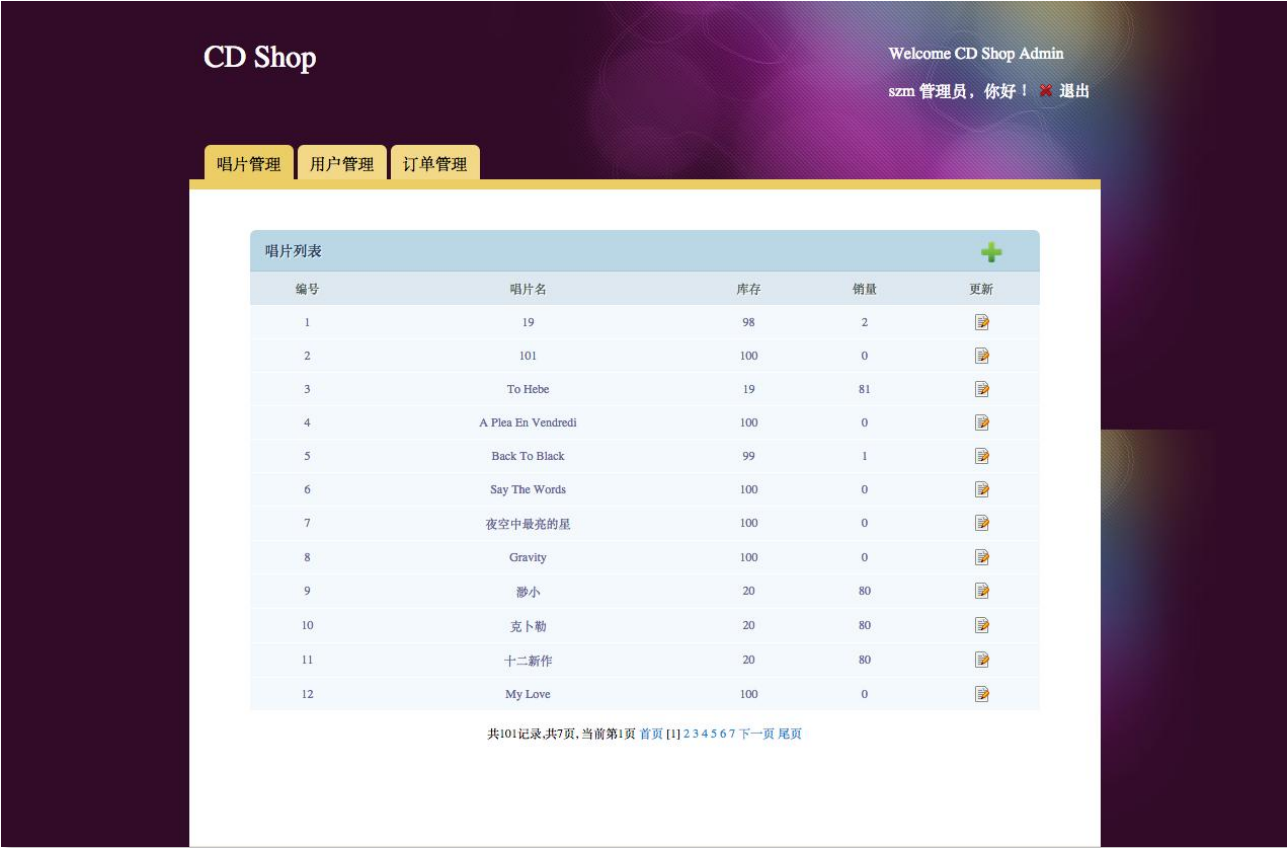 CD Shop
Welcome CD Shop Admin
szm 管理员，你好！ 退出
唱片管理 用户管理 订单管理
唱片列表
编号 唱片名 库存 销量 更新
1 19 98 2
2 101 100 0
3 To Hebe 19 81
4 A Plea En Vendredi 100 0
5 Back To Black 99 1
6 Say The Words 100 0
7 夜空中最亮的星 100 0
8 Gravity 100 0
9 渺小 20 80
10 克卜勒 20 80
11 十二新作 20 80
12 My Love 100 0
共101记录,共7页, 当前第1页 首页 [1] 2 3 4 5 6 7 下一页 尾页